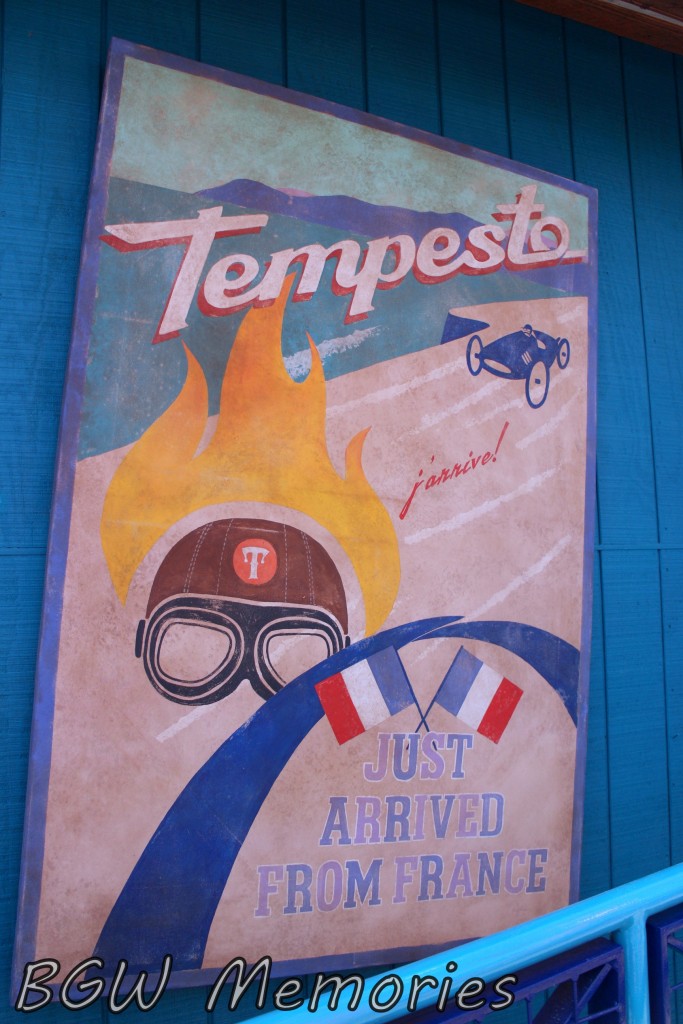 Tempesto
j'arrive!
T
JUST
ARRIVED
FROM FRANCE
BGW Memories